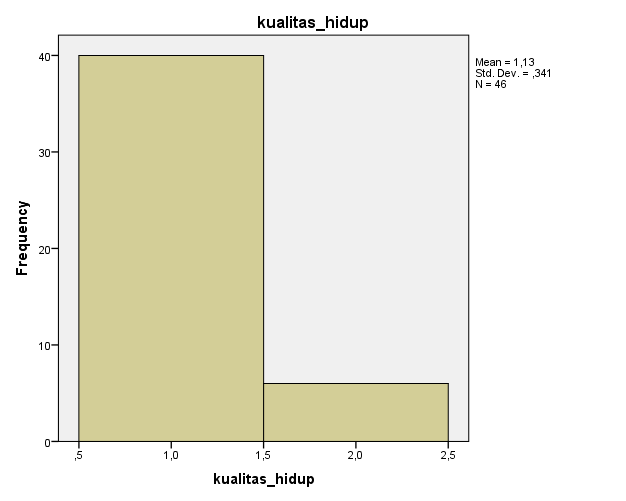 kualitas_hidup
Mean = 1,13
Std. Dev. = ,341
N = 46
40
30
20
10
0
Frequency
,5
1,0
1,5
2,0
2,5
kualitas_hidup